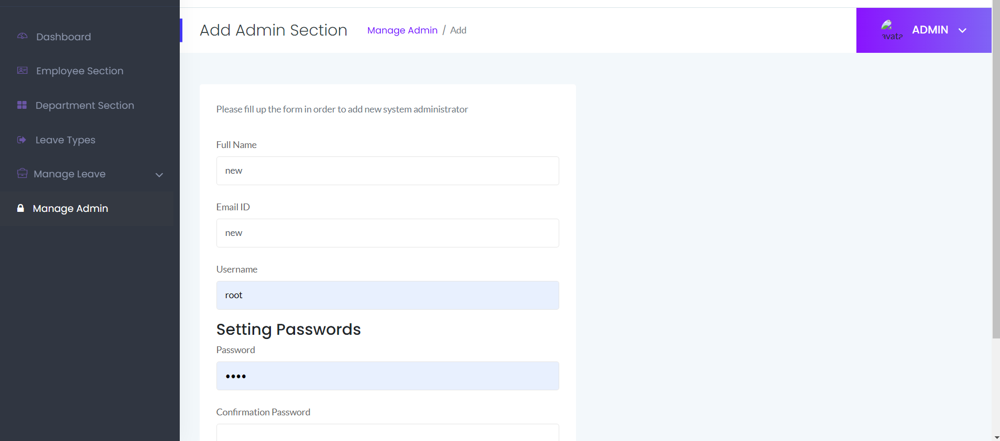 Dashboard
Employee Section
Department Section
Leave Types
Manage Leave
Manage Admin
Add Admin Section
Manage Admin / Add
avata
ADMIN
Please fill up the form in order to add new system administrator
Full Name
new
Email ID
new
Username
root
Setting Passwords
Password
••••
Confirmation Password